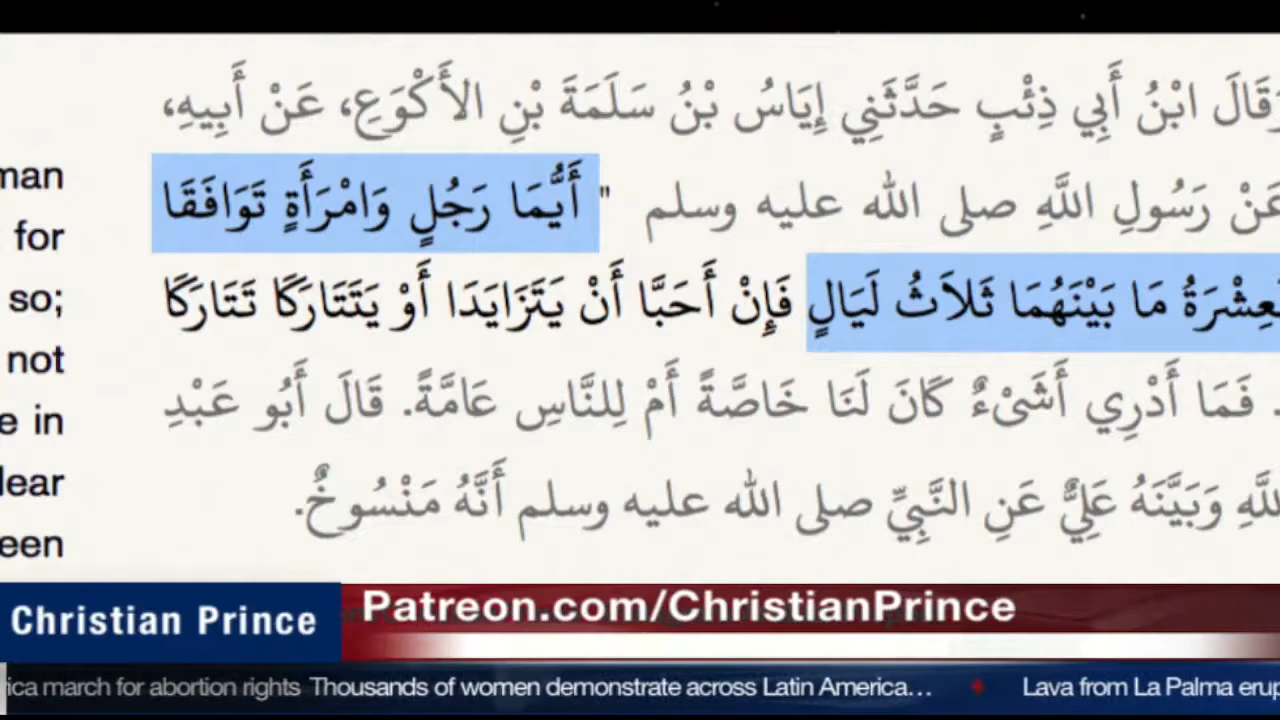 وَقَالَ ابْنُ أَبِي ذِئْبٍ حَدَّثَنِي إِيَاسُ بْنُ سَلَمَةَ بْنِ الأَكْوَعِ، عَنْ أَبِيهِ،
عَنْ رَسُولِ اللَّهِ صلى الله عليه وسلم " أَيُّمَا رَجُلٍ وَامْرَأَةٍ تَوَافَقَا
فَعِشْرَةُ مَا بَيْنَهُمَا ثَلاَثُ لَيَالٍ فَإِنْ أَحَبَّا أَنْ يَتَزَايَدَا أَوْ يَتَتَارَكَا تَتَارَكَا
فَمَا أَدْرِي أَشَىْءٌ كَانَ لَنَا خَاصَّةً أَمْ لِلنَّاسِ عَامَّةً. قَالَ أَبُو عَبْدِ
اللَّهِ وَبَيَّنَهُ عَلِيٌّ عَنِ النَّبِيِّ صلى الله عليه وسلم أَنَّهُ مَنْسُوخٌ.
man
for
so;
not
e in
lear
een
Christian Prince
Patreon.com/ChristianPrince
ica march for abortion rights Thousands of women demonstrate across Latin America… Lava from La Palma erup